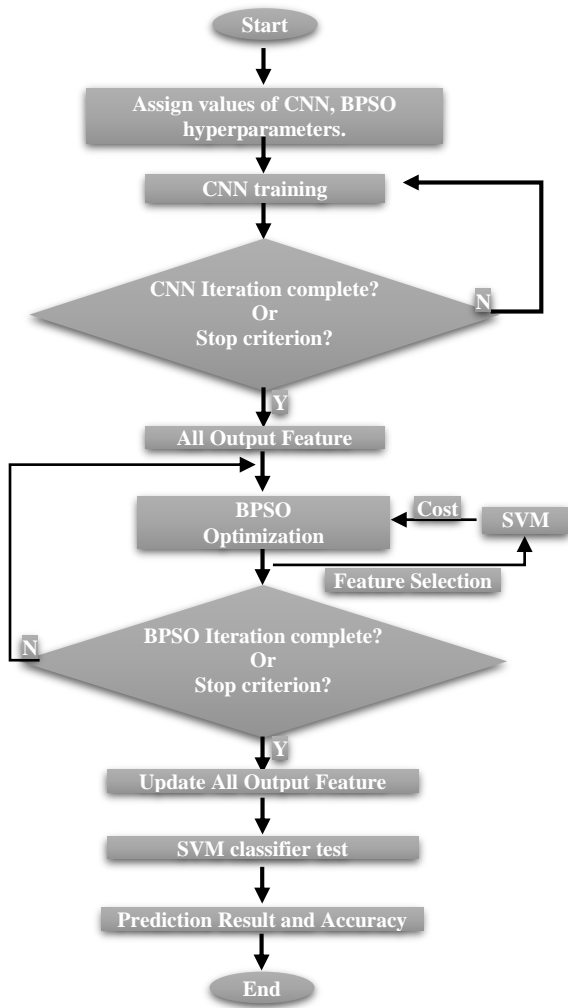 Start
Assign values of CNN, BPSO
hyperparameters.
CNN training
CNN Iteration complete?
Or
Stop criterion?
N
Y
All Output Feature
BPSO
Optimization
Cost
SVM
Feature Selection
BPSO Iteration complete?
Or
Stop criterion?
N
Y
Update All Output Feature
SVM classifier test
Prediction Result and Accuracy
End